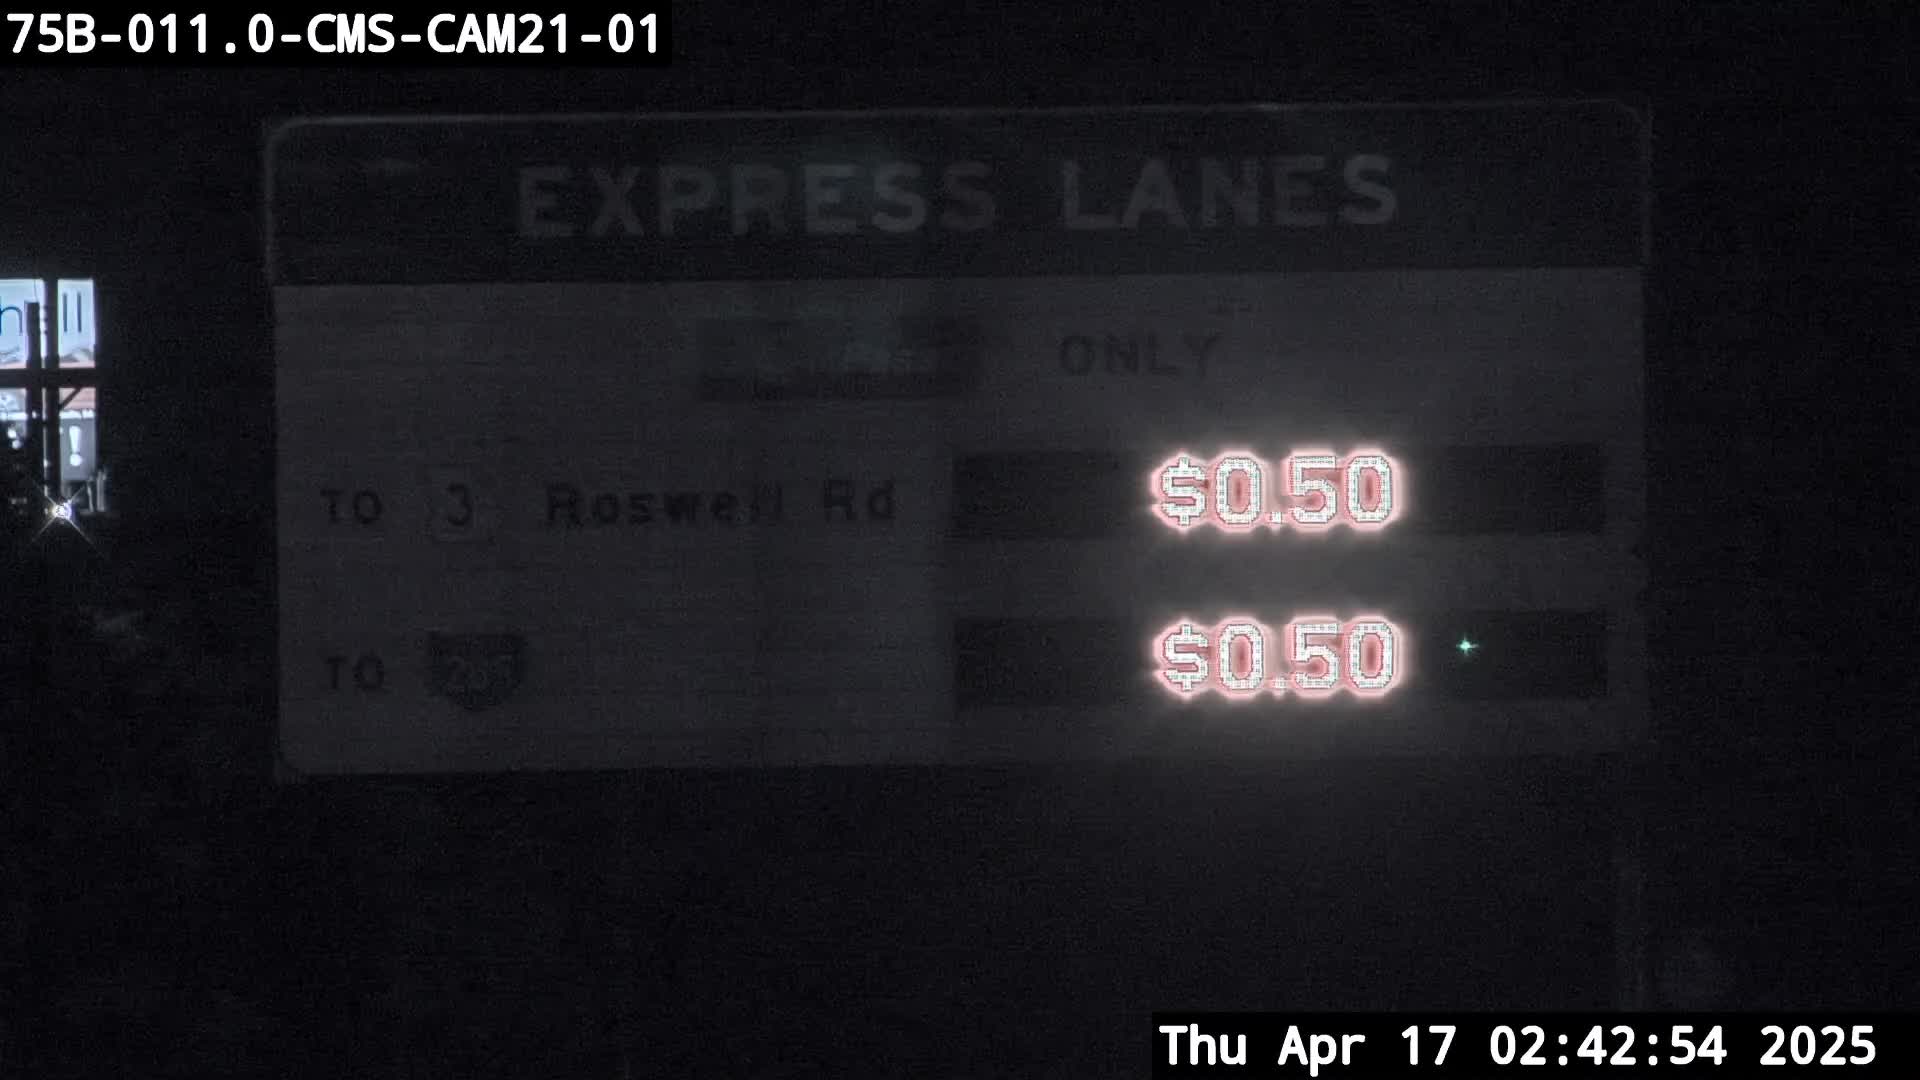 75B-011.0-CMS-CAM21-01
EXPRESS LANES
ONLY
TO 3 Roswell Rd $0.50
TO $0.50
Thu Apr 17 02:42:54 2025